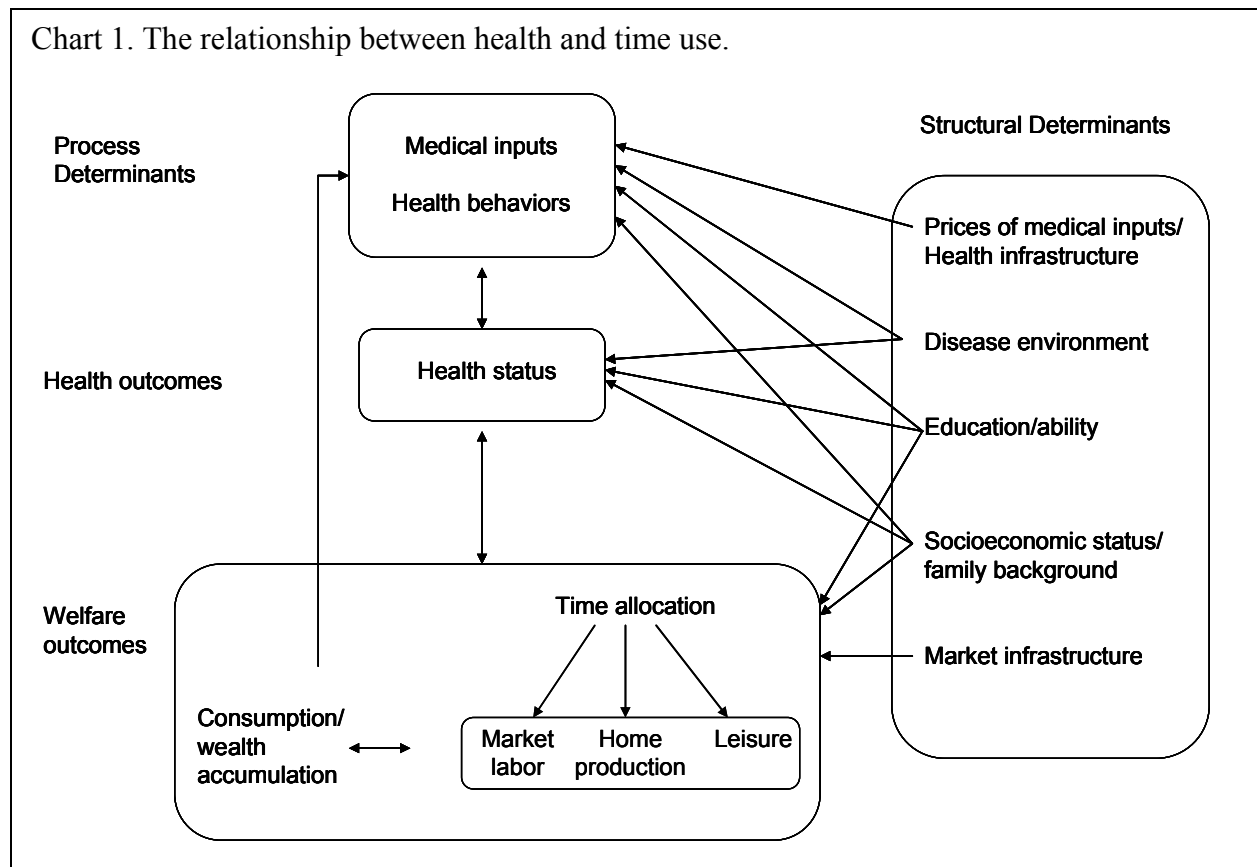 Chart 1. The relationship between health and time use.
Process
Determinants
Medical inputs
Health behaviors
Structural Determinants
Prices of medical inputs/
Health infrastructure
Disease environment
Health outcomes
Health status
Education/ability
Socioeconomic status/
family background
Welfare
outcomes
Time allocation
Market infrastructure
Consumption/
wealth
accumulation
Market
labor
Home
production
Leisure